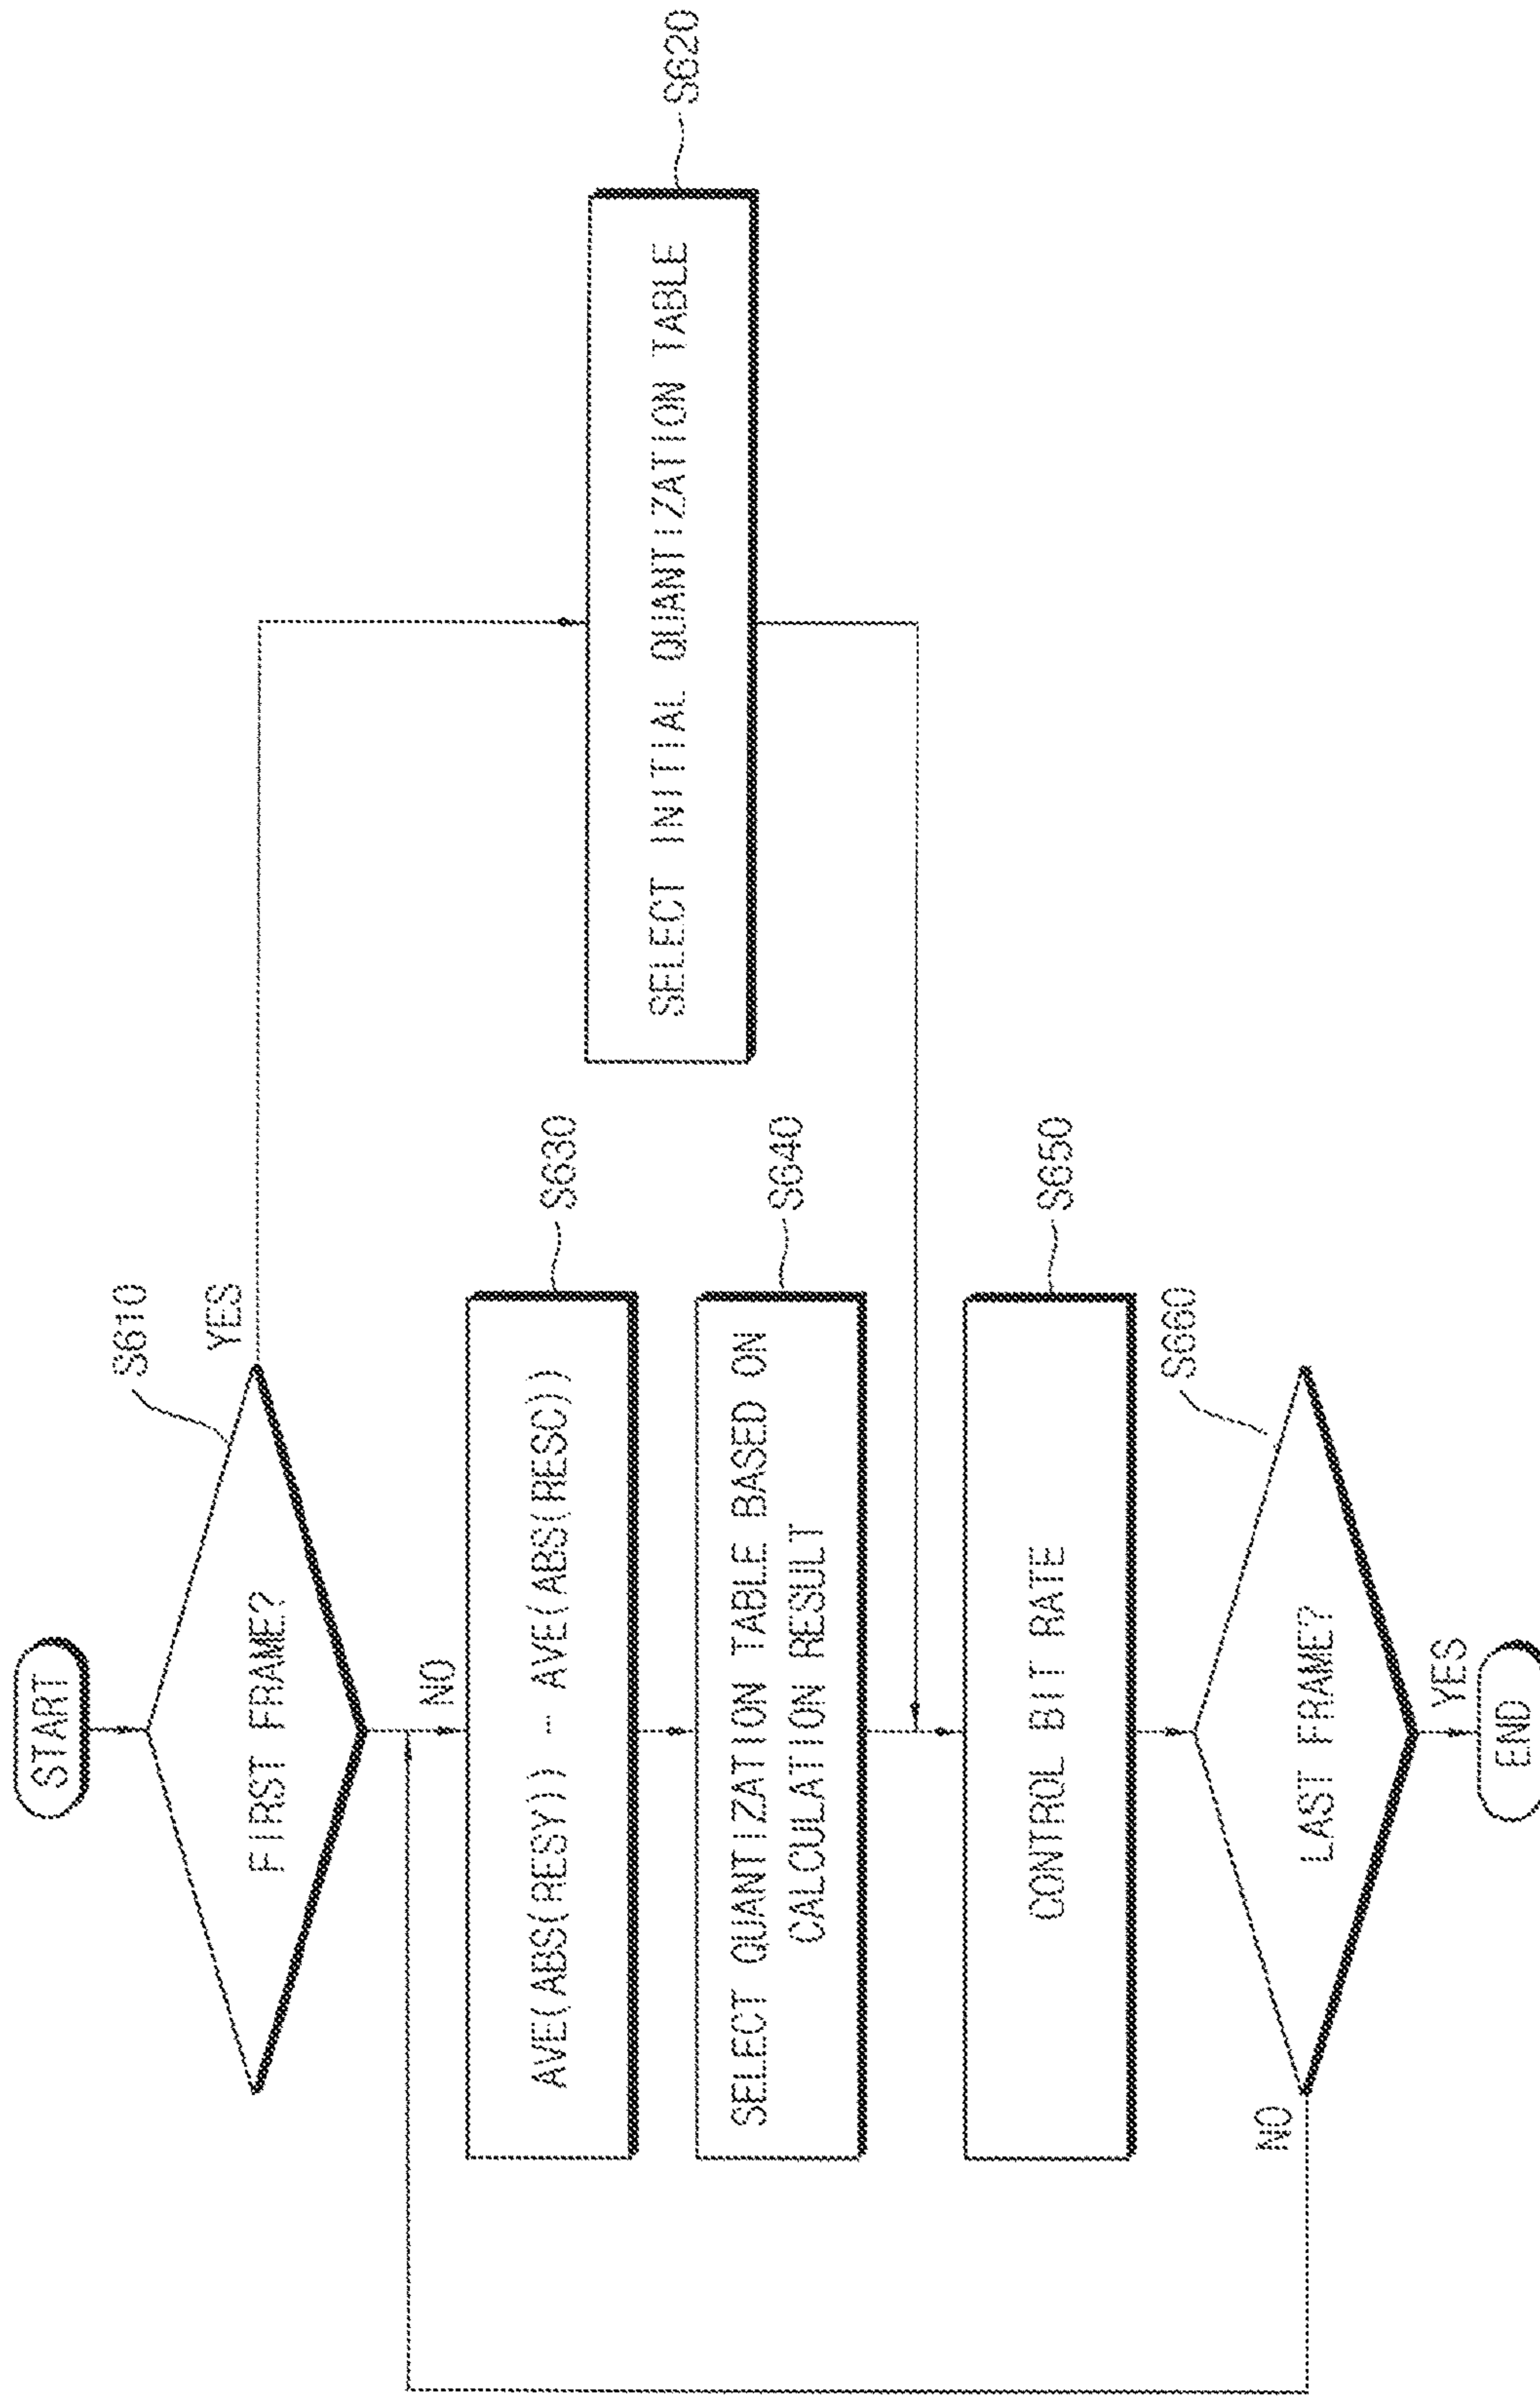 START
S610
FIRST FRAME?
YES
NO
S620
SELECT INITIAL QUANTIZATION TABLE
S630
AVE(ABS(RESY)) - AVE(ABS(RESC))
S640
SELECT QUANTIZATION TABLE BASED ON
CALCULATION RESULT
S650
CONTROL BIT RATE
S660
LAST FRAME?
NO
YES
END